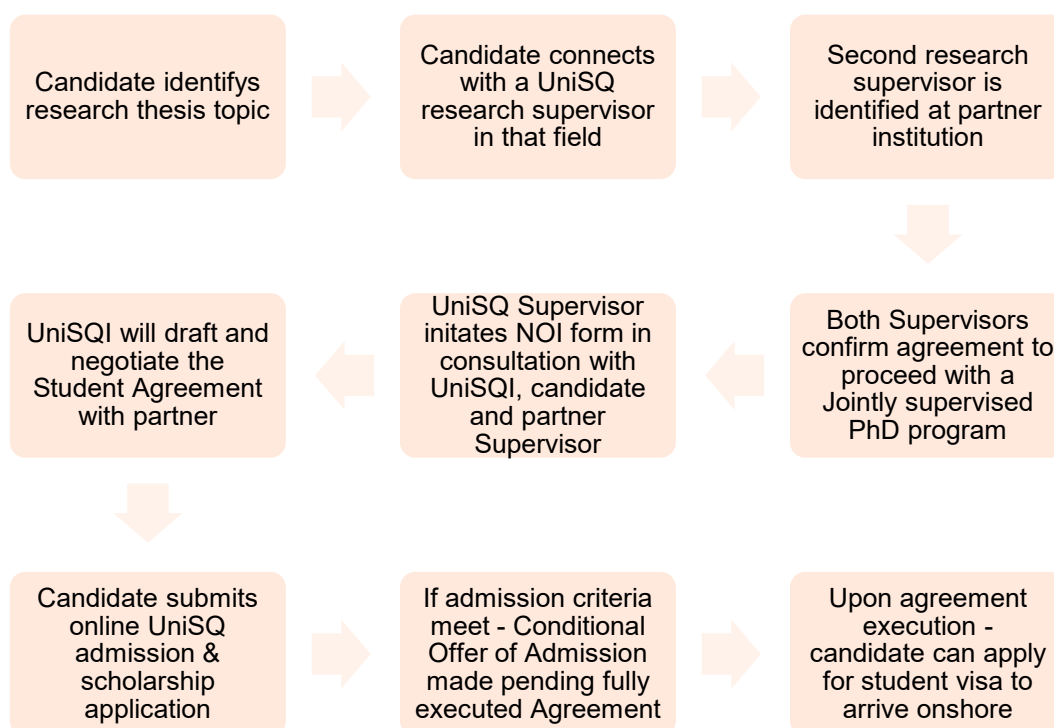 Candidate identifys
research thesis topic
Candidate connects
with a UniSQ
research supervisor
in that field
Second research
supervisor is
identified at partner
institution
Both Supervisors
confirm agreement to
proceed with a
Jointly supervised
PhD program
UniSQ Supervisor
initates NOI form in
consultation with
UniSQI, candidate
and partner
Supervisor
UniSQI will draft and
negotiate the
Student Agreement
with partner
Candidate submits
online UniSQ
admission &
scholarship
application
If admission criteria
meet - Conditional
Offer of Admission
made pending fully
executed Agreement
Upon agreement
execution -
candidate can apply
for student visa to
arrive onshore